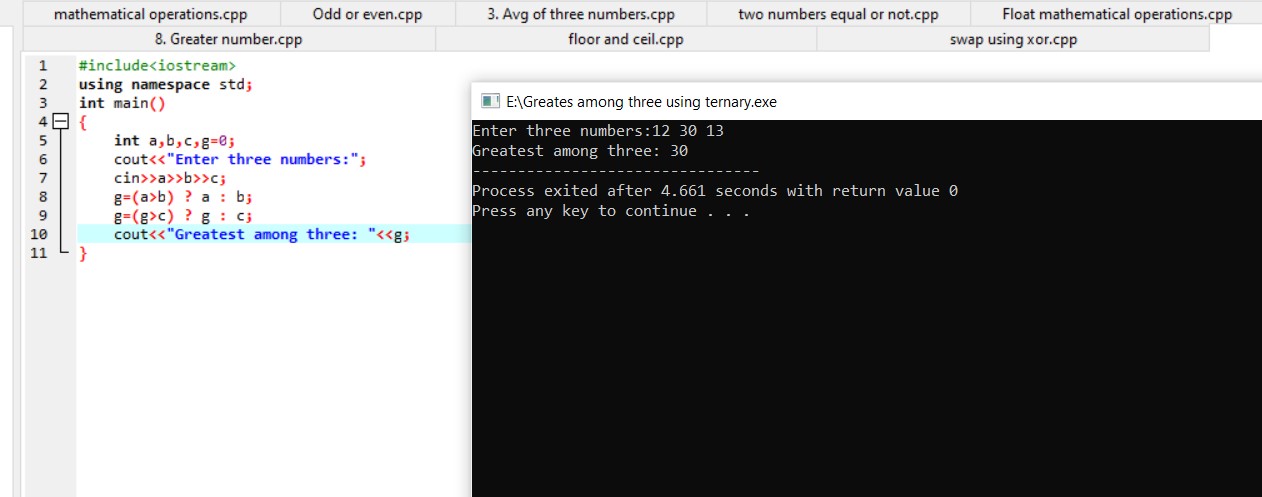 mathematical operations.cpp Odd or even.cpp 3. Avg of three numbers.cpp two numbers equal or not.cpp Float mathematical operations.cpp
8. Greater number.cpp floor and ceil.cpp swap using xor.cpp
1 #include<iostream>
2 using namespace std;
3 int main()
4 {
5 int a,b,c,g=0;
6 cout<<"Enter three numbers:";
7 cin>>a>>b>>c;
8 g=(a>b) ? a : b;
9 g=(g>c) ? g : c;
10 cout<<"Greatest among three: "<<g;
11 }
E:\Greates among three using ternary.exe
Enter three numbers:12 30 13
Greatest among three: 30
--------------------------------
Process exited after 4.661 seconds with return value 0
Press any key to continue . . .